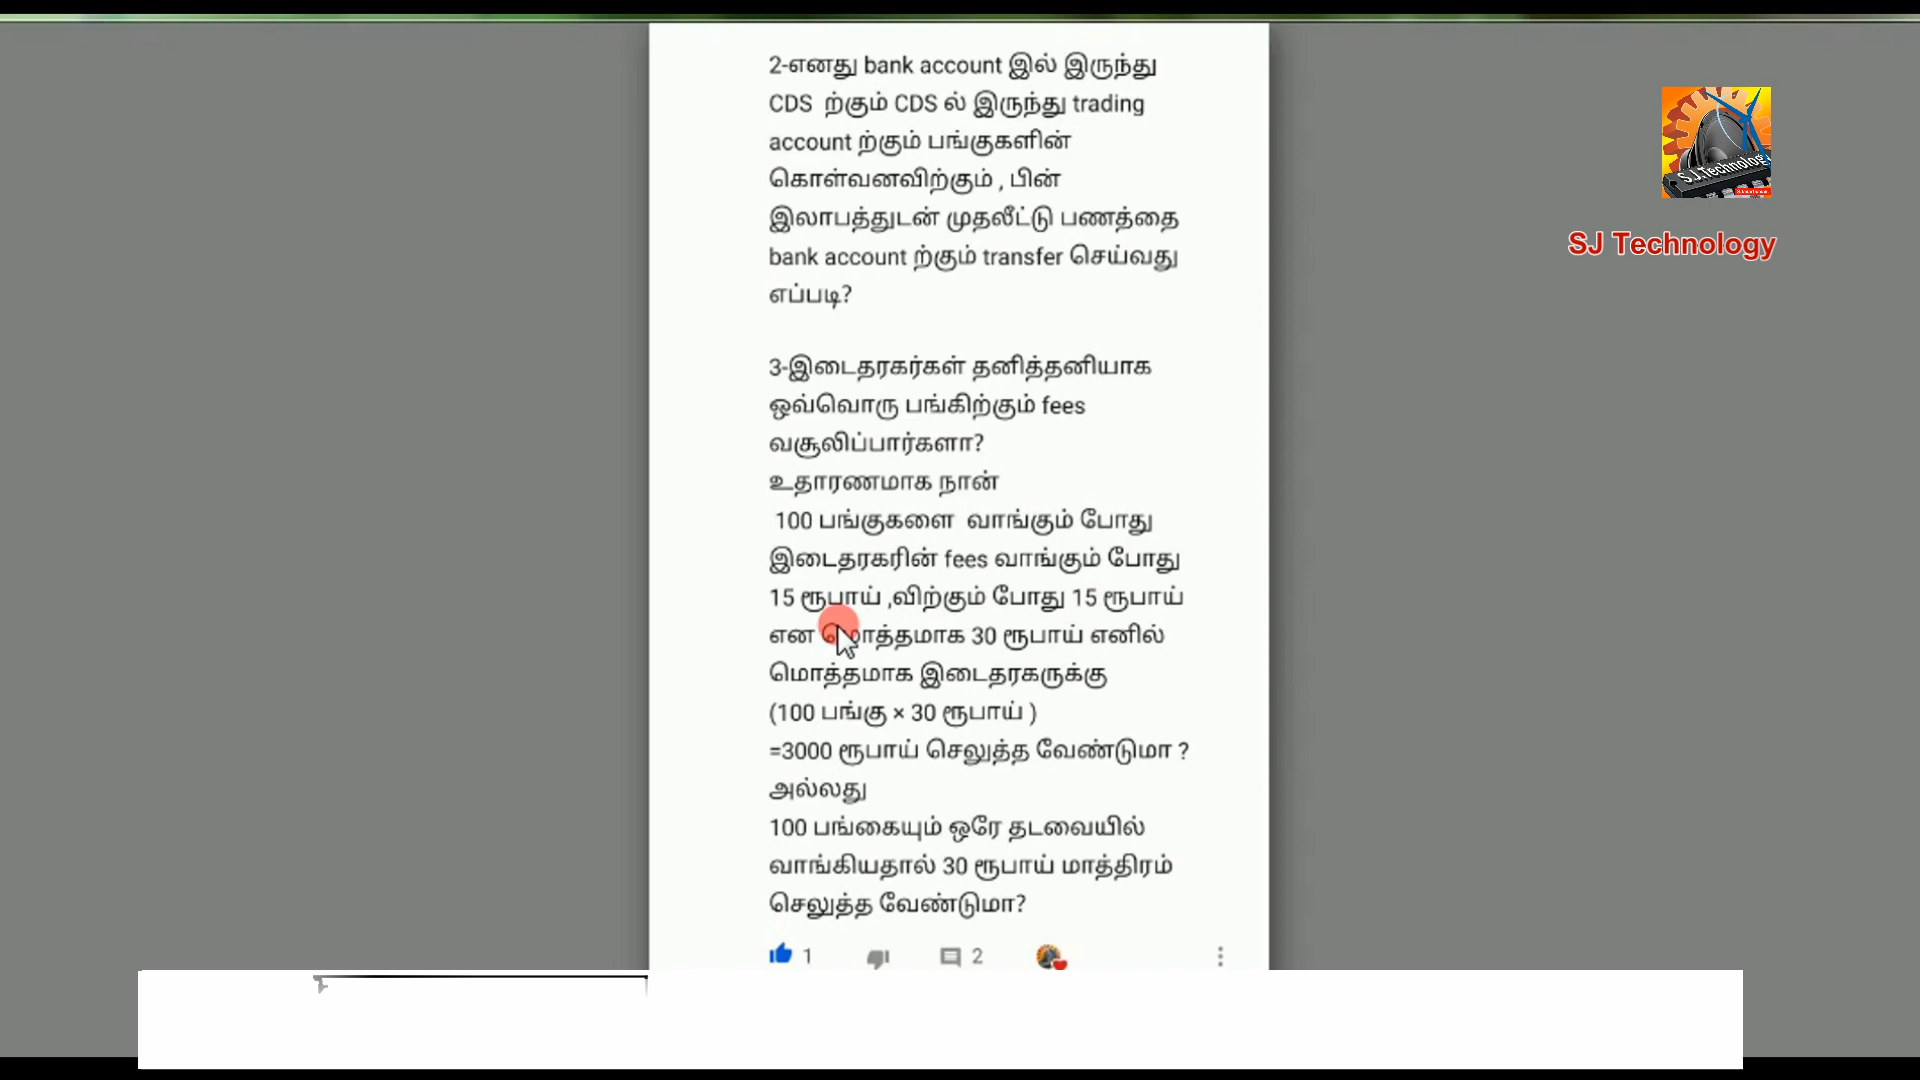 2-எனது bank account இல் இருந்து
CDS ற்கும் CDS ல் இருந்து trading
account ற்கும் பங்குகளின்
கொள்வனவிற்கும் , பின்
இலாபத்துடன் முதலீட்டு பணத்தை
bank account ற்கும் transfer செய்வது
எப்படி?
3-இடைதரகர்கள் தனித்தனியாக
ஒவ்வொரு பங்கிற்கும் fees
வசூலிப்பார்களா?
உதாரணமாக நான்
100 பங்குகளை வாங்கும் போது
இடைதரகரின் fees வாங்கும் போது
15 ரூபாய் ,விற்கும் போது 15 ரூபாய்
என மொத்தமாக 30 ரூபாய் எனில்
மொத்தமாக இடைதரகருக்கு
(100 பங்கு × 30 ரூபாய் )
=3000 ரூபாய் செலுத்த வேண்டுமா ?
அல்லது
100 பங்கையும் ஒரே தடவையில்
வாங்கியதால் 30 ரூபாய் மாத்திரம்
செலுத்த வேண்டுமா?
1 2
S.J.Technology
SJ Technology